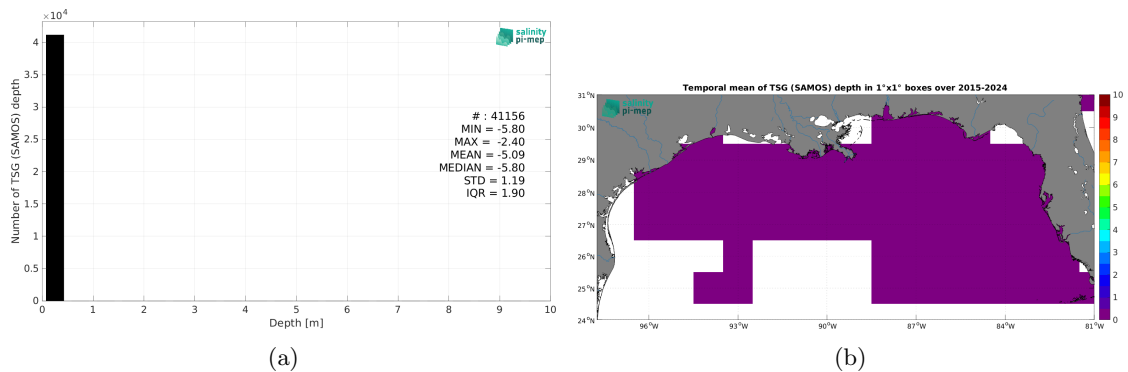 ×10⁴
4
3.5
3
2.5
2
1.5
1
0.5
0
Number of TSG (SAMOS) depth
salinity
pi-mep
# : 41156
MIN = -5.80
MAX = -2.40
MEAN = -5.09
MEDIAN = -5.80
STD = 1.19
IQR = 1.90
0 1 2 3 4 5 6 7 8 9 10
Depth [m]
(a)
Temporal mean of TSG (SAMOS) depth in 1°x1° boxes over 2015-2024
salinity
pi-mep
31°N
30°N
29°N
28°N
27°N
26°N
25°N
24°N
96°W 93°W 90°W 87°W 84°W 81°W
10
9
8
7
6
5
4
3
2
1
0
(b)